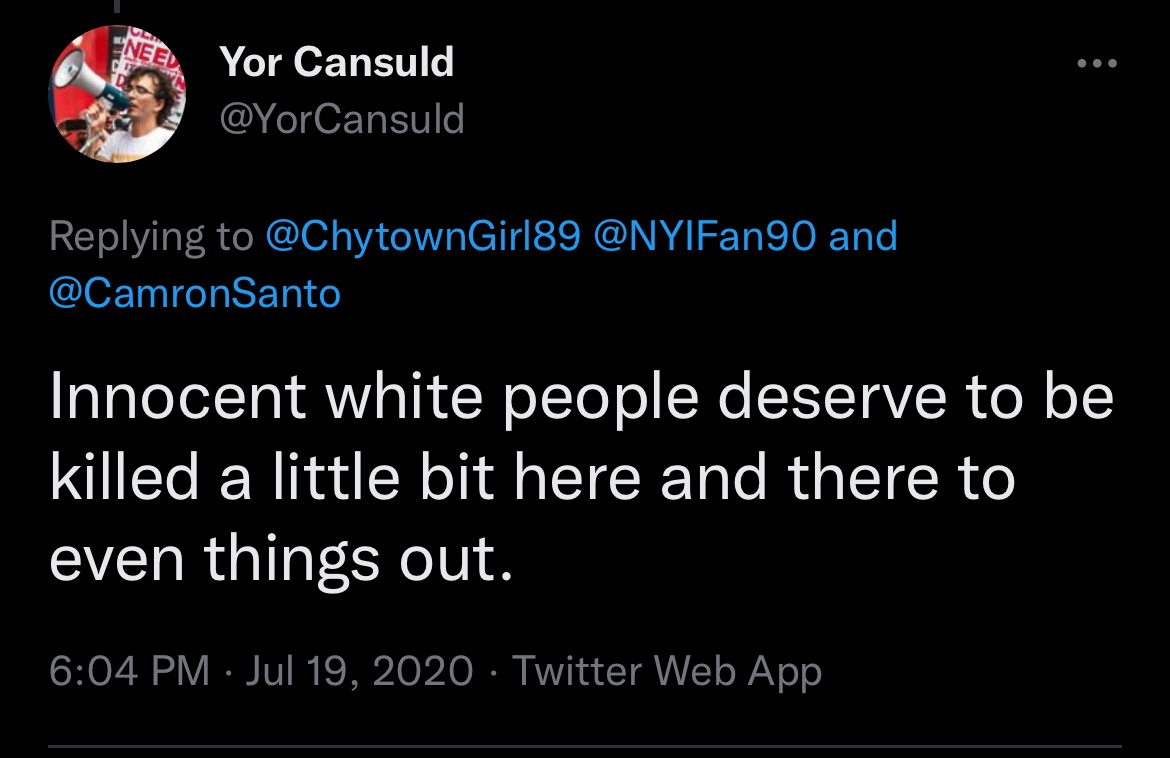 NEED
Yor Cansuld
@YorCansuld
Replying to @ChytownGirl89 @NYIFan90 and
@CamronSanto
Innocent white people deserve to be
killed a little bit here and there to
even things out.
6:04 PM · Jul 19, 2020 · Twitter Web App